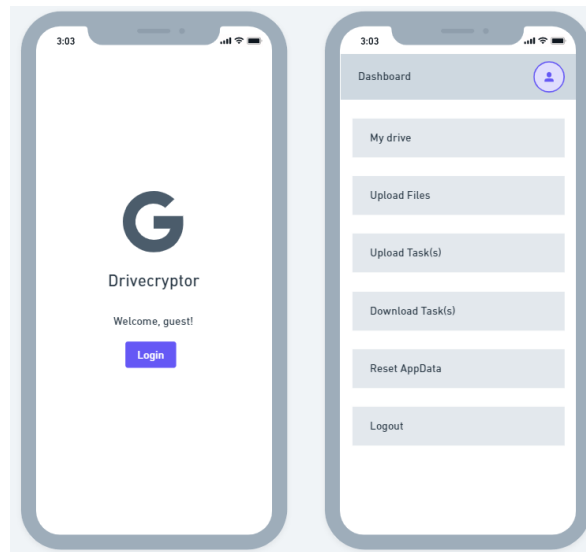 3:03
Drivecryptor
Welcome, guest!
Login
3:03
Dashboard
My drive
Upload Files
Upload Task(s)
Download Task(s)
Reset AppData
Logout